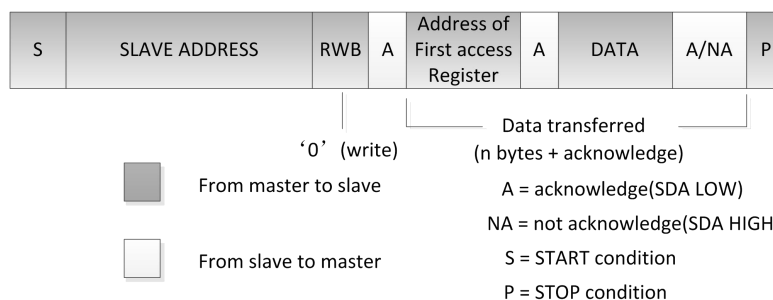 S SLAVE ADDRESS RWB A Address of First access Register A DATA A/NA P
Data transferred
‘0’ (write)
(n bytes + acknowledge)
From master to slave
A = acknowledge(SDA LOW)
NA = not acknowledge(SDA HIGH
S = START condition
From slave to master
P = STOP condition